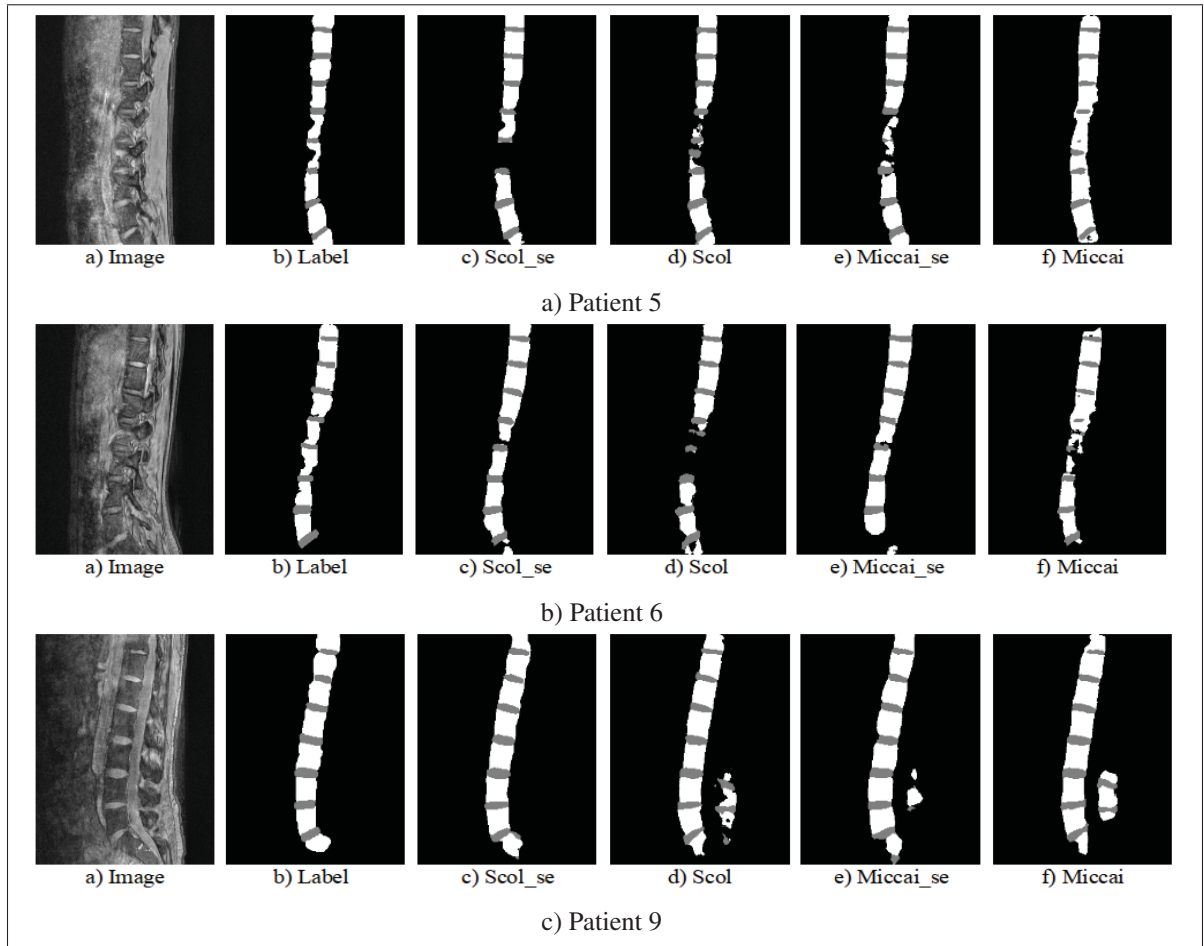 a) Image b) Label c) Scol_se d) Scol e) Miccai_se f) Miccai
a) Patient 5
a) Image b) Label c) Scol_se d) Scol e) Miccai_se f) Miccai
b) Patient 6
a) Image b) Label c) Scol_se d) Scol e) Miccai_se f) Miccai
c) Patient 9